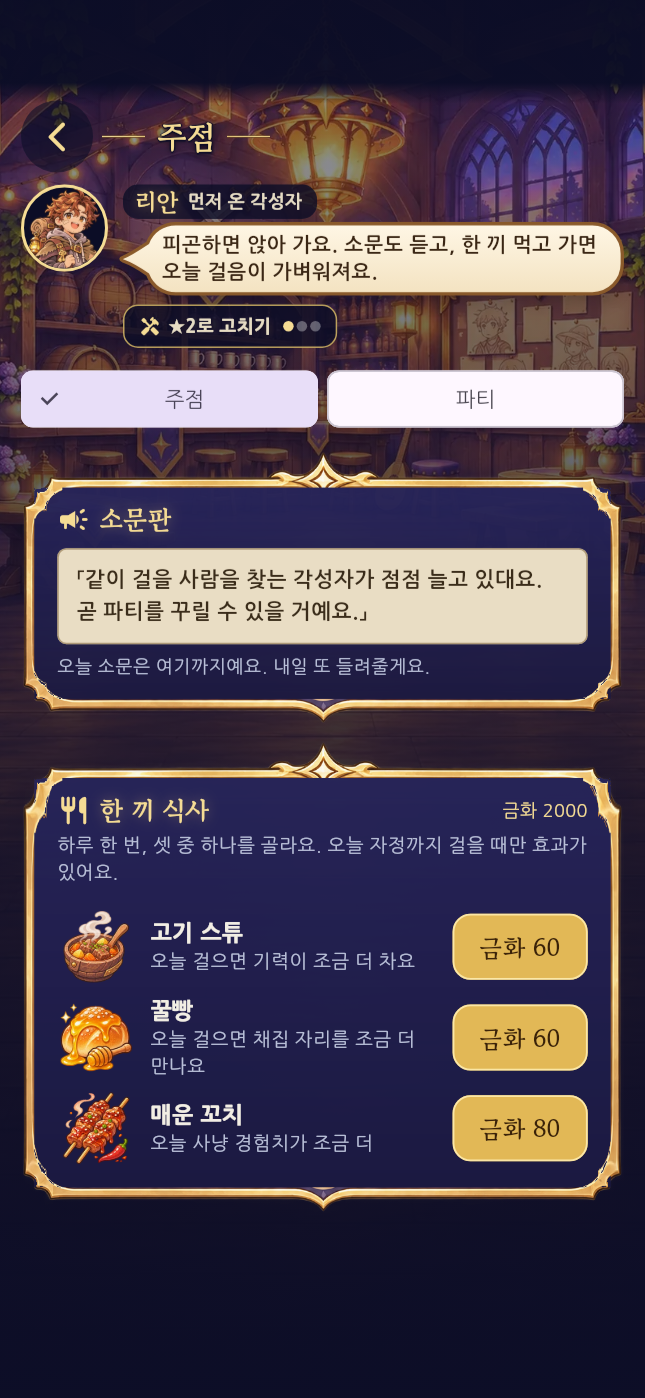 주점
리안 먼저 온 각성자
피곤하면 앉아 가요. 소문도 듣고, 한 끼 먹고 가면
오늘 걸음이 가벼워져요.
★2로 고치기
주점
파티
소문판
「같이 걸을 사람을 찾는 각성자가 점점 늘고 있대요.
곧 파티를 꾸릴 수 있을 거예요.」
오늘 소문은 여기까지예요. 내일 또 들려줄게요.
한 끼 식사
금화 2000
하루 한 번, 셋 중 하나를 골라요. 오늘 자정까지 걸을 때만 효과가
있어요.
고기 스튜
오늘 걸으면 기력이 조금 더 차요
금화 60
꿀빵
오늘 걸으면 채집 자리를 조금 더
만나요
금화 60
매운 꼬치
오늘 사냥 경험치가 조금 더
금화 80